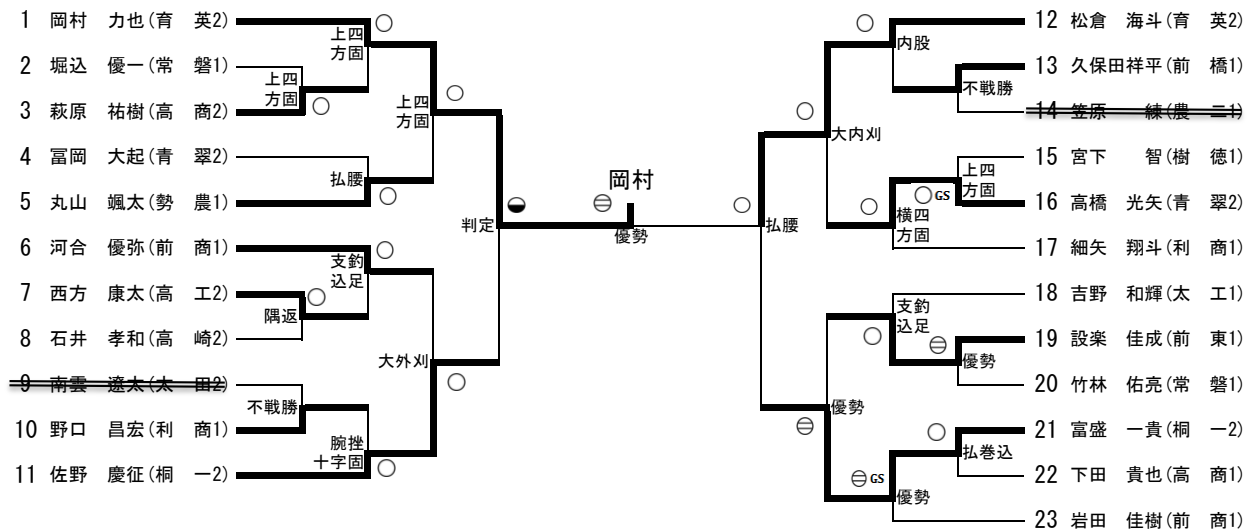 1 岡村　力也(育　英2)
2 堀込　優一(常　磐1)
3 萩原　祐樹(高　商2)
4 冨岡　大起(青　翠2)
5 丸山　颯太(勢　農1)
6 河合　優弥(前　商1)
7 西方　康太(高　工2)
8 石井　孝和(高　崎2)
9 南雲　遼太(太　田2)
10 野口　昌宏(利　商1)
11 佐野　慶征(桐　一2)
上四
方固
上四
方固
上四
方固
払腰
支釣
込足
隅返
大外刈
不戦勝
腕挫
十字固
判定
岡村
優勢
払腰
大内刈
内股
不戦勝
上四
方固
GS
横四
方固
支釣
込足
優勢
優勢
払巻込
GS
優勢
12 松倉　海斗(育　英2)
13 久保田祥平(前　橋1)
14 笠原　　練(農　二1)
15 宮下　　智(樹　徳1)
16 高橋　光矢(青　翠2)
17 細矢　翔斗(利　商1)
18 吉野　和輝(太　工1)
19 設楽　佳成(前　東1)
20 竹林　佑亮(常　磐1)
21 富盛　一貴(桐　一2)
22 下田　貴也(高　商1)
23 岩田　佳樹(前　商1)